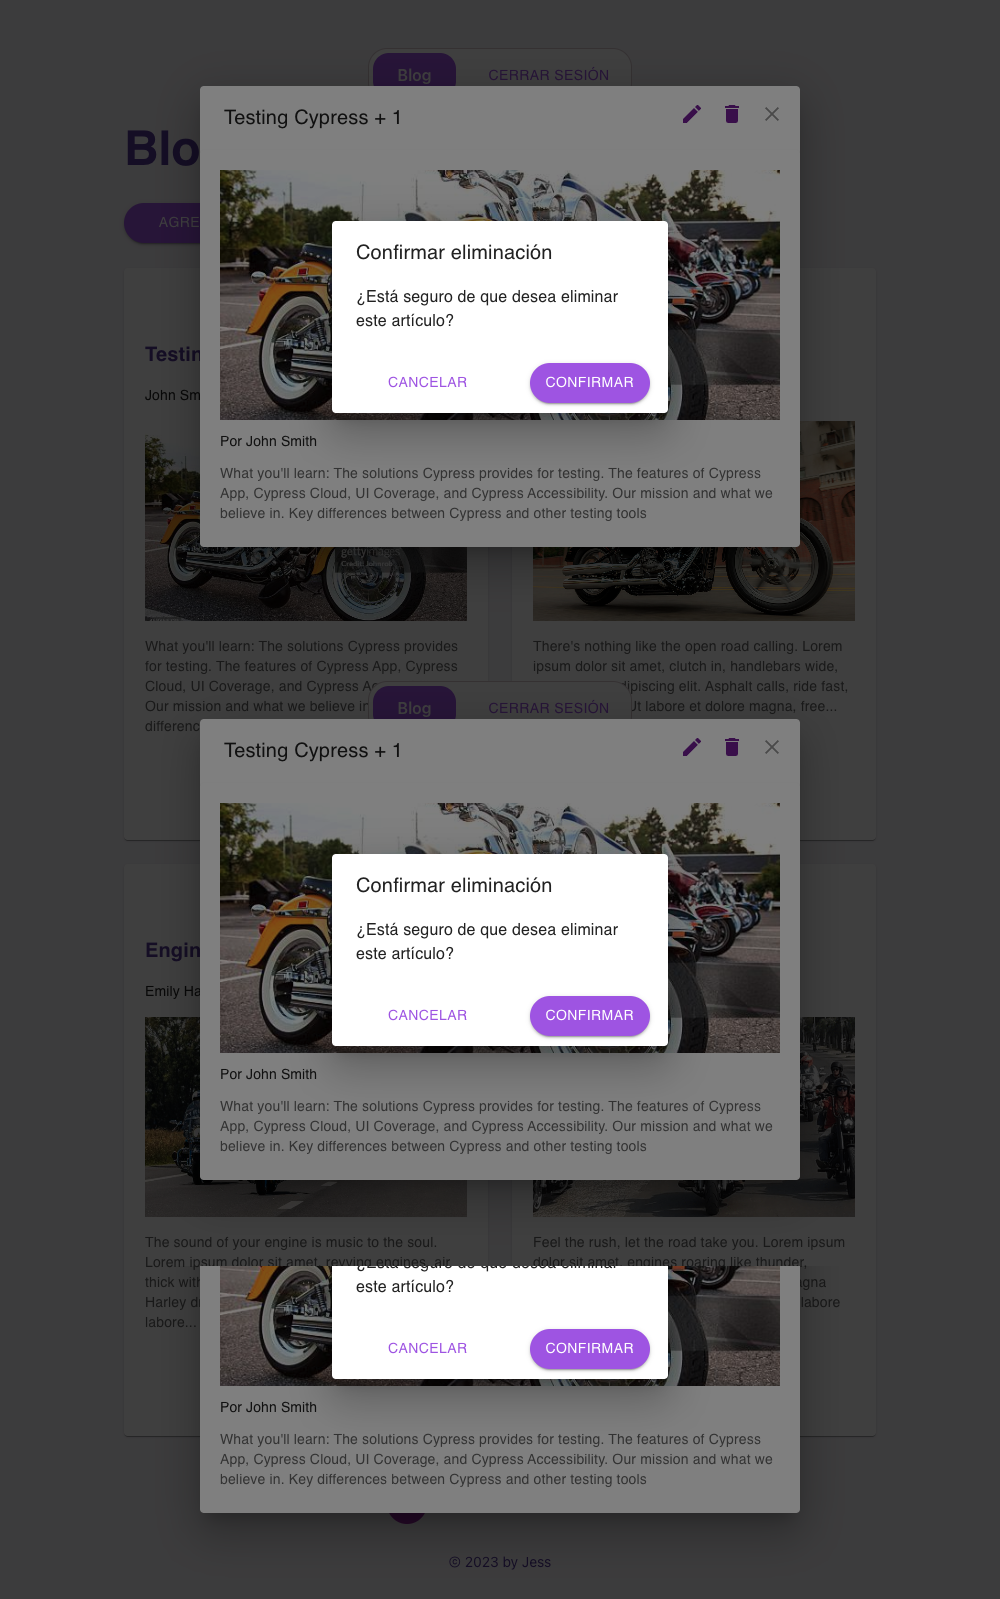 Blog
CERRAR SESIÓN
Testing Cypress + 1
Blo
AGRE
Confirmar eliminación
¿Está seguro de que desea eliminar
este artículo?
CANCELAR
CONFIRMAR
Testin
John Sm
Por John Smith
What you'll learn: The solutions Cypress provides for testing. The features of Cypress
App, Cypress Cloud, UI Coverage, and Cypress Accessibility. Our mission and what we
believe in. Key differences between Cypress and other testing tools
gettyimages
What you'll learn: The solutions Cypress provides
for testing. The features of Cypress App, Cypress
Cloud, UI Coverage, and Cypress A
Our mission and what we believe in
differenc
There's nothing like the open road calling. Lorem
ipsum dolor sit amet, clutch in, handlebars wide,
dipiscing elit. Asphalt calls, ride fast,
Ut labore et dolore magna, free...
Blog
CERRAR SESIÓN
Testing Cypress + 1
Confirmar eliminación
¿Está seguro de que desea eliminar
este artículo?
CANCELAR
CONFIRMAR
Engin
Emily Ha
Por John Smith
What you'll learn: The solutions Cypress provides for testing. The features of Cypress
App, Cypress Cloud, UI Coverage, and Cypress Accessibility. Our mission and what we
believe in. Key differences between Cypress and other testing tools
The sound of your engine is music to the soul.
Lorem ipsum dolor sit amet, revving engines, air
thick with
Harley d
labore...
Feel the rush, let the road take you. Lorem ipsum
dolor sit amet, engines roaring like thunder,
gna
labore
¿Está seguro de que desea eliminar
este artículo?
CANCELAR
CONFIRMAR
Por John Smith
What you'll learn: The solutions Cypress provides for testing. The features of Cypress
App, Cypress Cloud, UI Coverage, and Cypress Accessibility. Our mission and what we
believe in. Key differences between Cypress and other testing tools
© 2023 by Jess